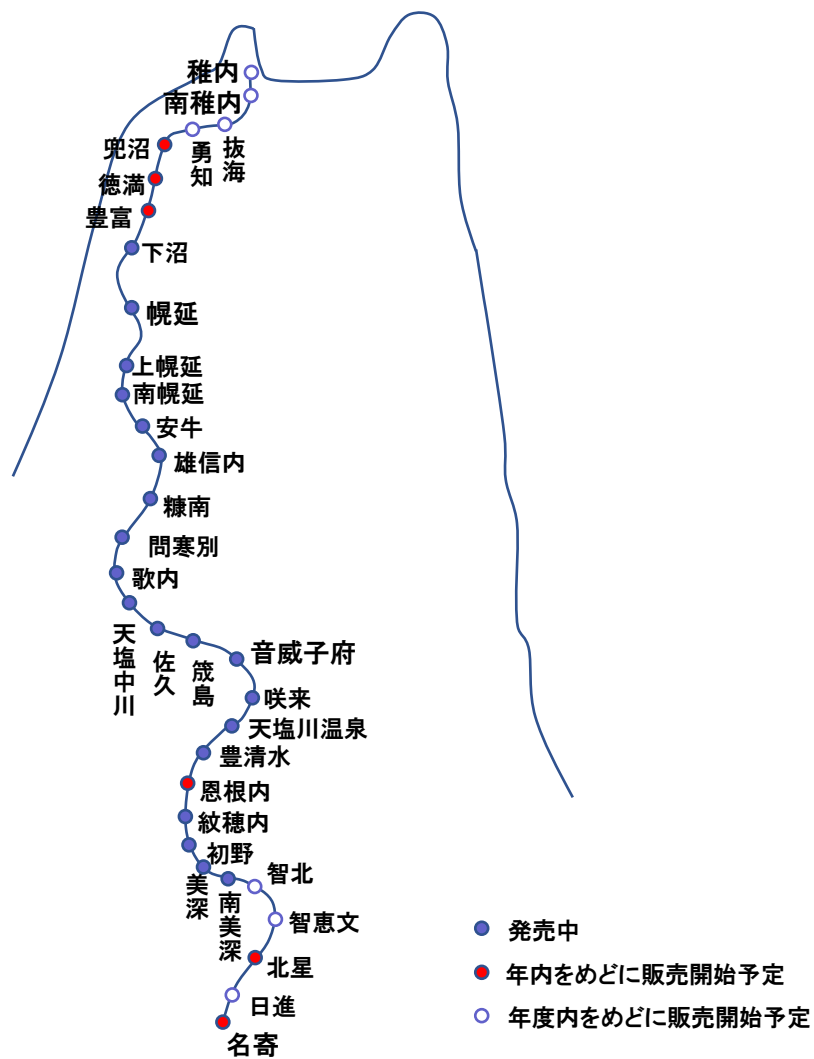 稚内
南稚内
抜海
勇知
兜沼
徳満
豊富
下沼
幌延
上幌延
南幌延
安牛
雄信内
糠南
問寒別
歌内
天塩中川
佐久
筬島
音威子府
咲来
天塩川温泉
豊清水
恩根内
紋穂内
初野
美深
南美深
智北
智恵文
北星
日進
名寄
発売中
年内をめどに販売開始予定
年度内をめどに販売開始予定